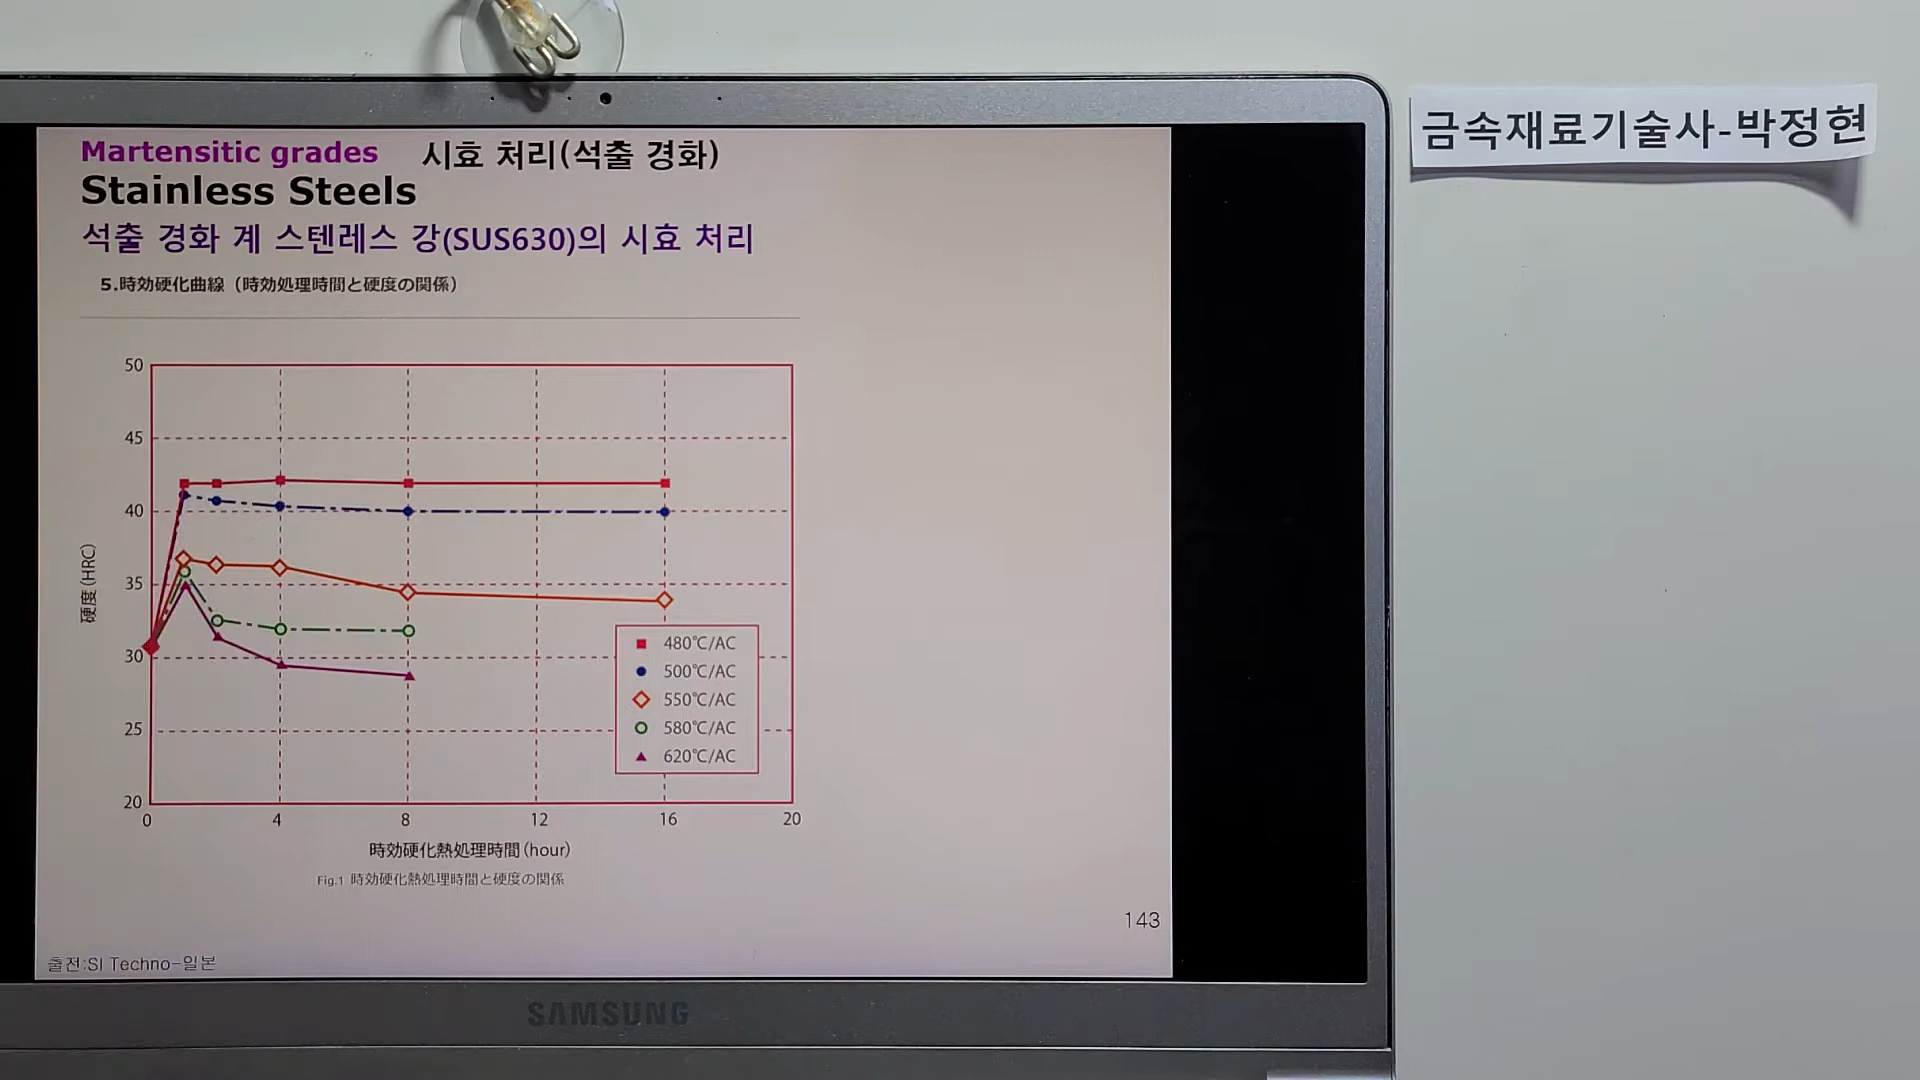 Martensitic grades 시효 처리(석출 경화)
Stainless Steels
석출 경화 계 스텐레스 강(SUS630)의 시효 처리
5.時効硬化曲線（時効処理時間と硬度の関係）
50
45
40
35
30
25
20
硬度(HRC)
0 4 8 12 16 20
480℃/AC
500℃/AC
550℃/AC
580℃/AC
620℃/AC
時効硬化熱処理時間(hour)
Fig.1 時効硬化熱処理時間と硬度の関係
143
출전:SI Techno-일본
SAMSUNG
금속재료기술사-박정현